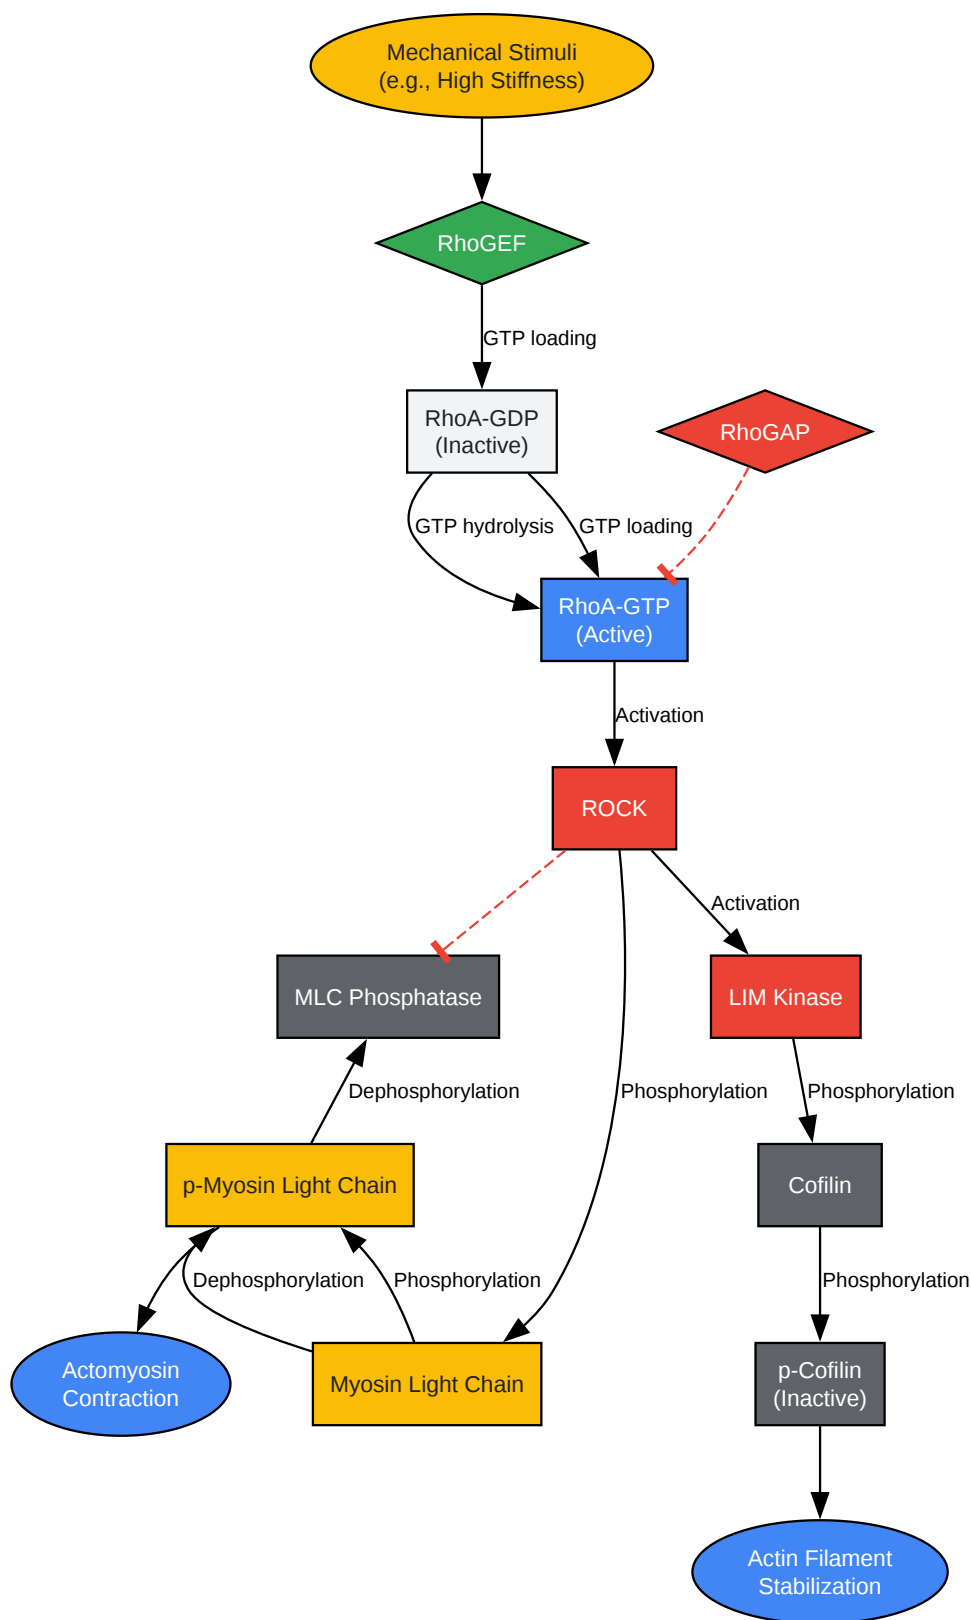 Mechanical Stimuli
(e.g., High Stiffness)
RhoGEF
GTP loading
RhoA-GDP
(Inactive)
RhoGAP
GTP hydrolysis
GTP loading
RhoA-GTP
(Active)
Activation
ROCK
Activation
MLC Phosphatase
LIM Kinase
Dephosphorylation
Phosphorylation
Phosphorylation
p-Myosin Light Chain
Cofilin
Dephosphorylation
Phosphorylation
Phosphorylation
Actomyosin
Contraction
Myosin Light Chain
p-Cofilin
(Inactive)
Actin Filament
Stabilization